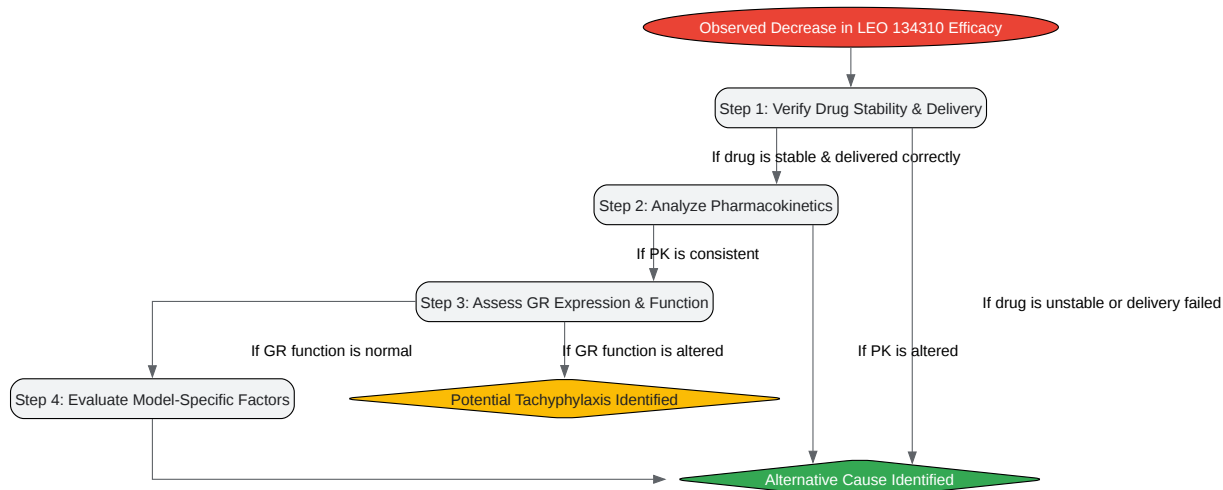 Observed Decrease in LEO 134310 Efficacy
Step 1: Verify Drug Stability & Delivery
If drug is stable & delivered correctly
Step 2: Analyze Pharmacokinetics
If PK is consistent
Step 3: Assess GR Expression & Function
If drug is unstable or delivery failed
If GR function is normal
If GR function is altered
If PK is altered
Step 4: Evaluate Model-Specific Factors
Potential Tachyphylaxis Identified
Alternative Cause Identified